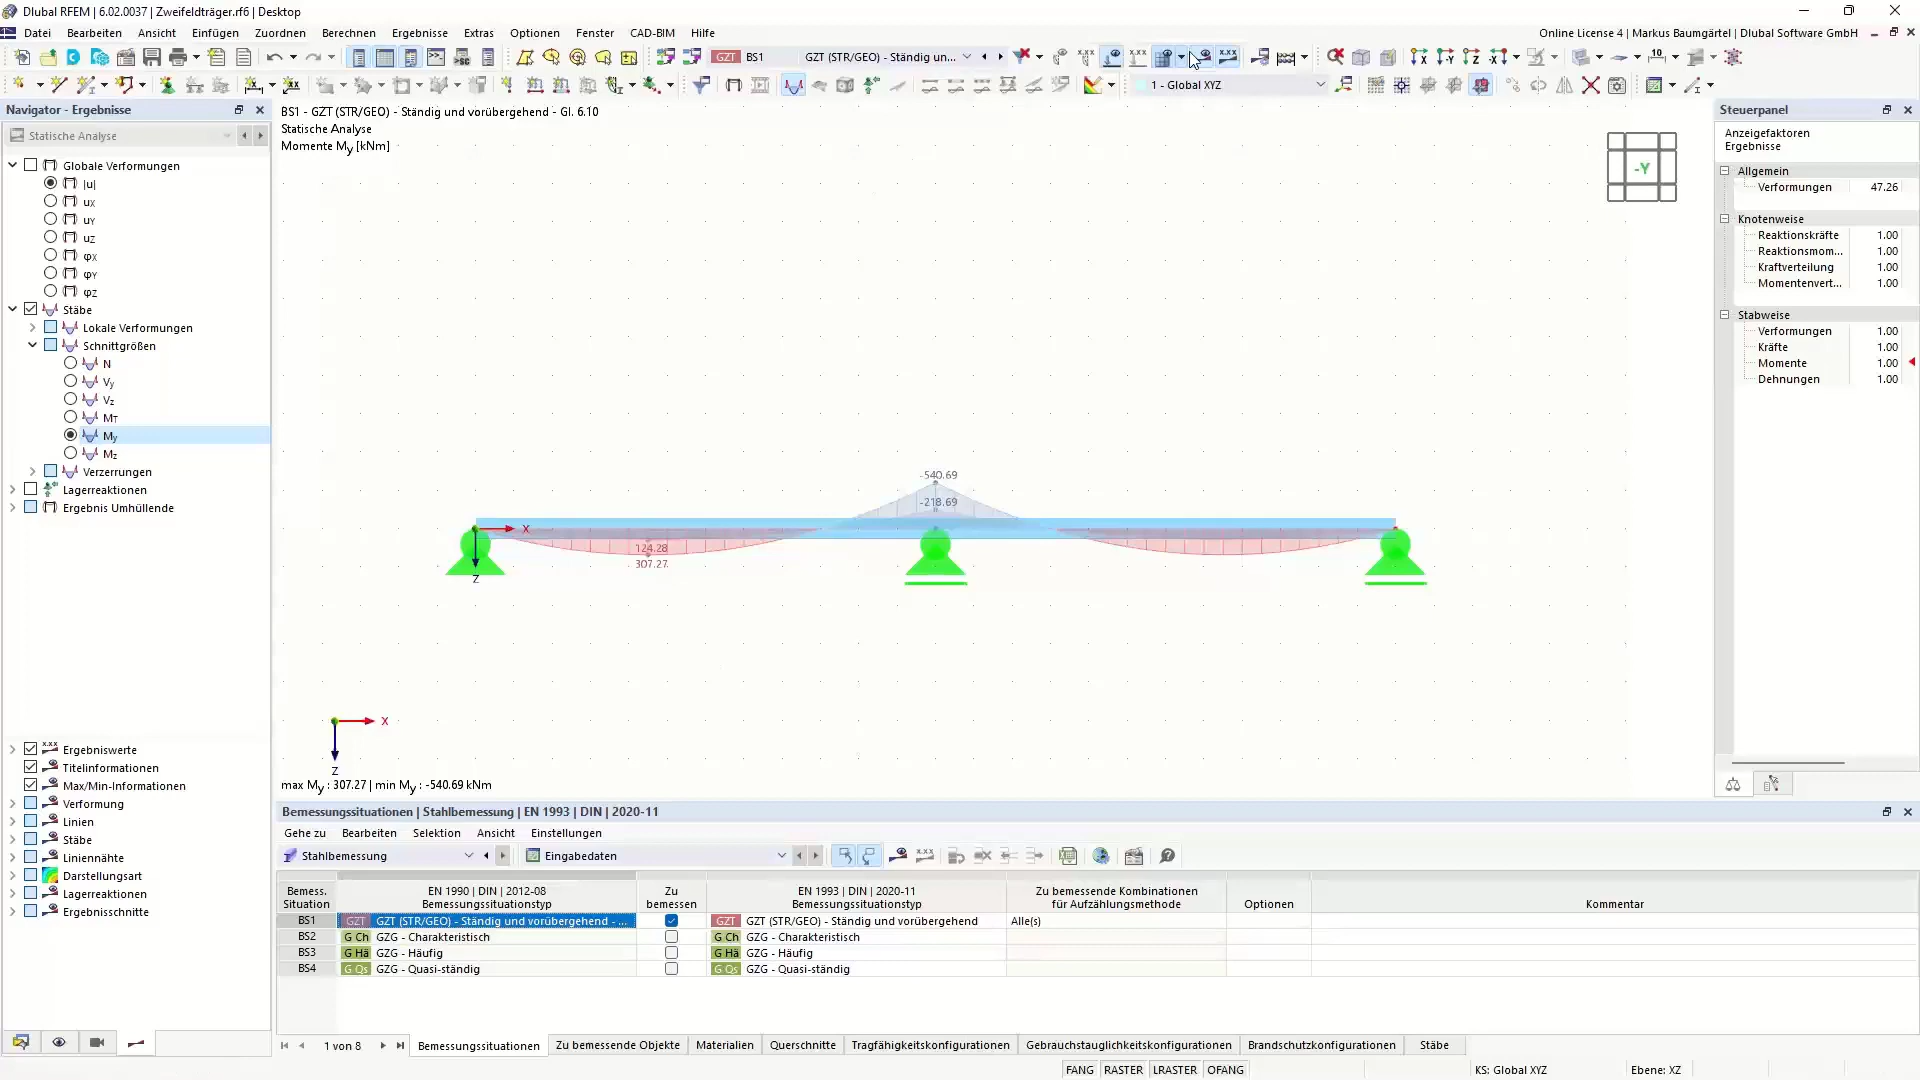 Dlubal RFEM | 6.02.0037 | Zweifeldträger.rf6 | Desktop
Datei Bearbeiten Ansicht Einfügen Zuordnen Berechnen Ergebnisse Extras Optionen Fenster CAD-BIM Hilfe
Online License 4 | Markus Baumgärtel | Dlubal Software GmbH
GZT BS1 GZT (STR/GEO) - Ständig un...
1 - Global XYZ
Navigator - Ergebnisse
Statische Analyse
Globale Verformungen
|u|
uX
uY
uZ
φX
φY
φZ
Stäbe
Lokale Verformungen
Schnittgrößen
N
Vy
Vz
MT
My
Mz
Verzerrungen
Lagerreaktionen
Ergebnis Umhüllende
Ergebniswerte
Titelinformationen
Max/Min-Informationen
Verformung
Linien
Stäbe
Liniennähte
Darstellungsart
Lagerreaktionen
Ergebnisschnitte
BS1 - GZT (STR/GEO) - Ständig und vorübergehend - Gl. 6.10
Statische Analyse
Momente My [kNm]
-Y
-540.69
-218.69
X
124.28
307.27
Z
X
Z
max My : 307.27 | min My : -540.69 kNm
Steuerpanel
Anzeigefaktoren
Ergebnisse
Allgemein
Verformungen 47.26
Knotenweise
Reaktionskräfte 1.00
Reaktionsmom... 1.00
Kraftverteilung 1.00
Momentenvert... 1.00
Stabweise
Verformungen 1.00
Kräfte 1.00
Momente 1.00
Dehnungen 1.00
Bemessungssituationen | Stahlbemessung | EN 1993 | DIN | 2020-11
Gehe zu Bearbeiten Selektion Ansicht Einstellungen
Stahlbemessung Eingabedaten
Bemess. Situation EN 1990 | DIN | 2012-08 Bemessungssituationstyp Zu bemessen EN 1993 | DIN | 2020-11 Bemessungssituationstyp Zu bemessende Kombinationen für Aufzählungsmethode Optionen Kommentar
BS1 GZT GZT (STR/GEO) - Ständig und vorübergehend - ... GZT GZT (STR/GEO) - Ständig und vorübergehend Alle(s)
BS2 G Ch GZG - Charakteristisch G Ch GZG - Charakteristisch
BS3 G Hä GZG - Häufig G Hä GZG - Häufig
BS4 G Qs GZG - Quasi-ständig G Qs GZG - Quasi-ständig
1 von 8 Bemessungssituationen Zu bemessende Objekte Materialien Querschnitte Tragfähigkeitskonfigurationen Gebrauchstauglichkeitskonfigurationen Brandschutzkonfigurationen Stäbe
FANG RASTER LRASTER OFANG KS: Global XYZ Ebene: XZ